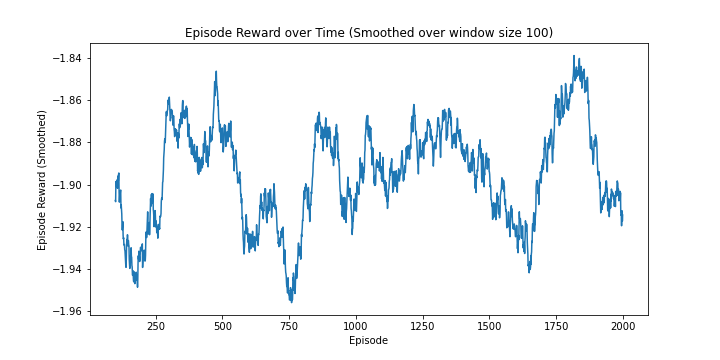 Episode Reward over Time (Smoothed over window size 100)
Episode Reward (Smoothed)
−1.84
−1.86
−1.88
−1.90
−1.92
−1.94
−1.96
250 500 750 1000 1250 1500 1750 2000
Episode